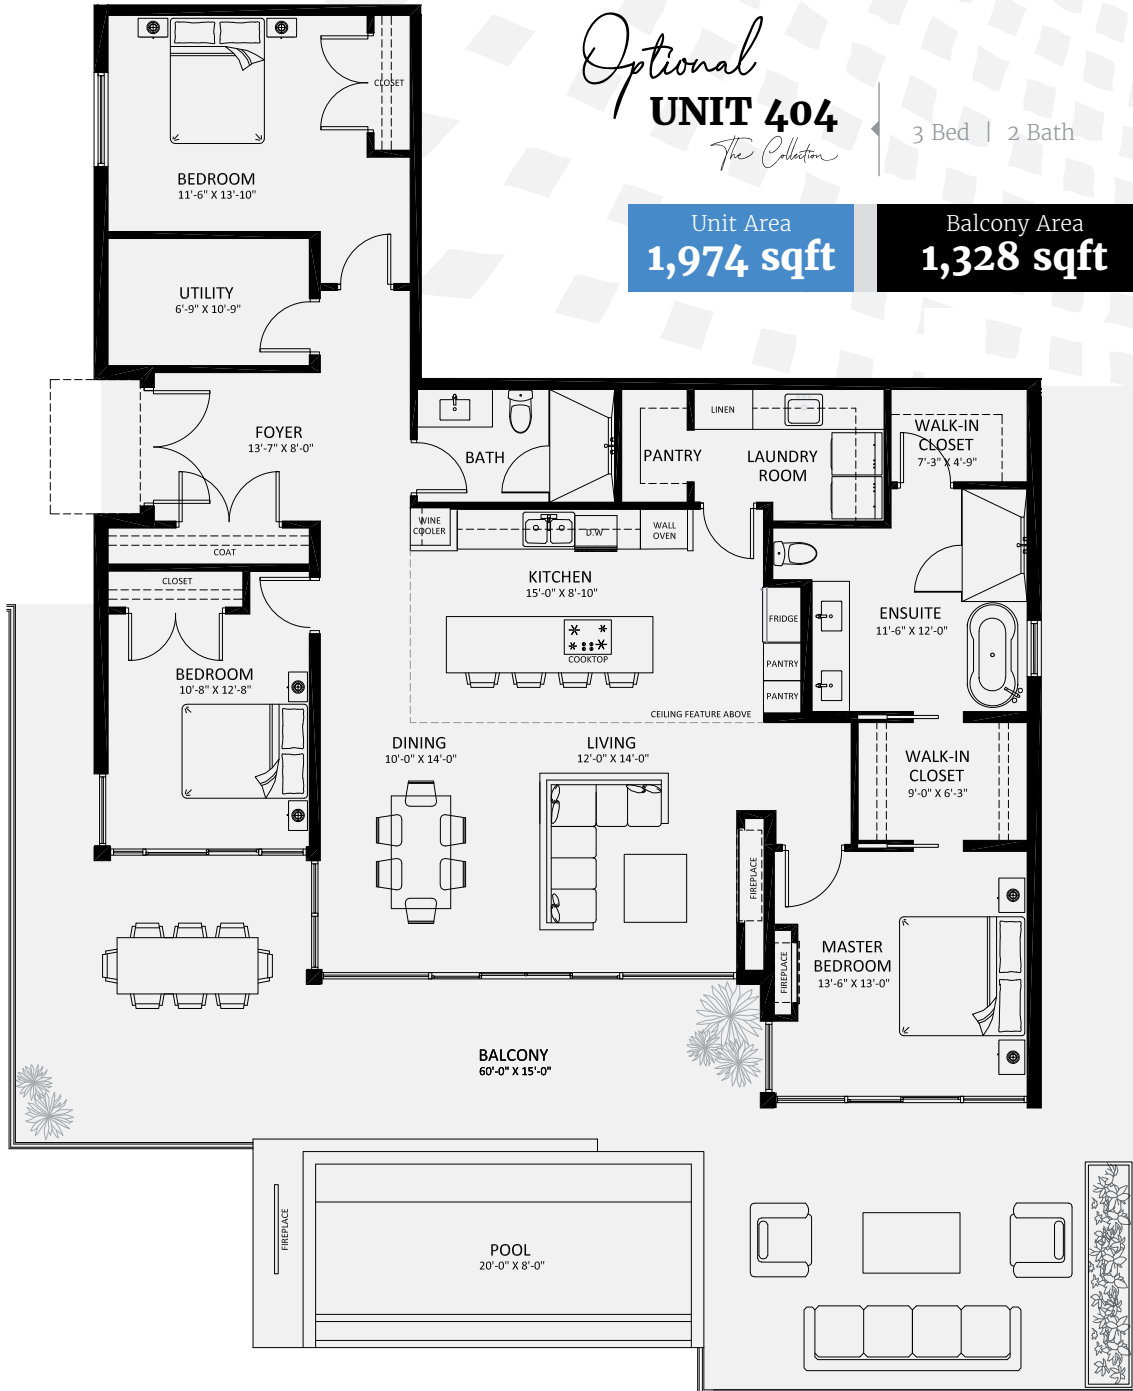 Optional
UNIT 404
The Collection
3 Bed | 2 Bath
Unit Area
1,974 sqft
Balcony Area
1,328 sqft
CLOSET
BEDROOM
11'-6" X 13'-10"
UTILITY
6'-9" X 10'-9"
FOYER
13'-7" X 8'-0"
COAT
BATH
PANTRY
LINEN
LAUNDRY
ROOM
WALK-IN
CLOSET
7'-3" X 4'-9"
WINE
COOLER
D.W
WALL
OVEN
KITCHEN
15'-0" X 8'-10"
COOKTOP
FRIDGE
PANTRY
PANTRY
CEILING FEATURE ABOVE
ENSUITE
11'-6" X 12'-0"
CLOSET
BEDROOM
10'-8" X 12'-8"
DINING
10'-0" X 14'-0"
LIVING
12'-0" X 14'-0"
WALK-IN
CLOSET
9'-0" X 6'-3"
FIREPLACE
FIREPLACE
MASTER
BEDROOM
13'-6" X 13'-0"
BALCONY
60'-0" X 15'-0"
FIREPLACE
POOL
20'-0" X 8'-0"